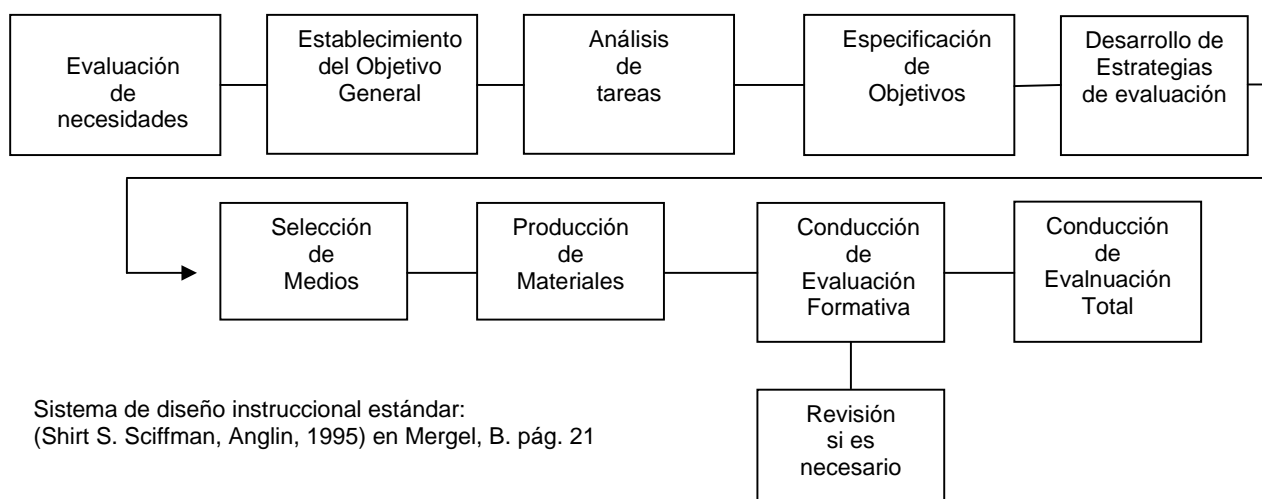 Evaluación
de
necesidades
Establecimiento
del Objetivo
General
Análisis
de
tareas
Especificación
de
Objetivos
Desarrollo de
Estrategias
de evaluación
Selección
de
Medios
Producción
de
Materiales
Conducción
de
Evaluación
Formativa
Conducción
de
Evalnuación
Total
Revisión
si es
necesario
Sistema de diseño instruccional estándar:
(Shirt S. Sciffman, Anglin, 1995) en Mergel, B. pág. 21